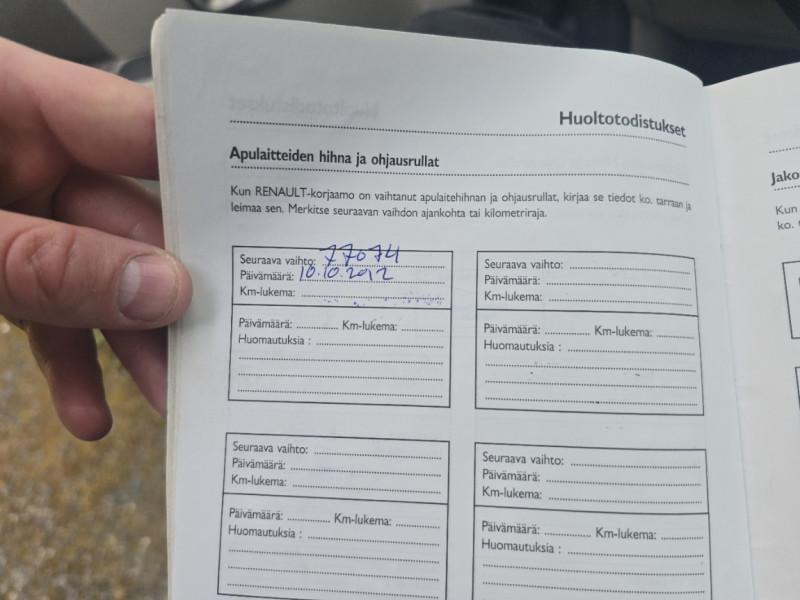 Huoltotodistukset
Apulaitteiden hihna ja ohjausrullat
Kun RENAULT-korjaamo on vaihtanut apulaitehihnan ja ohjausrullat, kirjaa se tiedot ko. tarraan ja
leimaa sen. Merkitse seuraavan vaihdon ajankohta tai kilometriraja.
Seuraava vaihto: 77074
Päivämäärä: 10.10.2012
Km-lukema:
Päivämäärä: Km-lukema:
Huomautuksia :
Seuraava vaihto:
Päivämäärä:
Km-lukema:
Päivämäärä: Km-lukema:
Huomautuksia :
Seuraava vaihto:
Päivämäärä:
Km-lukema:
Päivämäärä: Km-lukema:
Huomautuksia :
Seuraava vaihto:
Päivämäärä:
Km-lukema:
Päivämäärä: Km-lukema:
Huomautuksia :
Jako
Kun
ko.